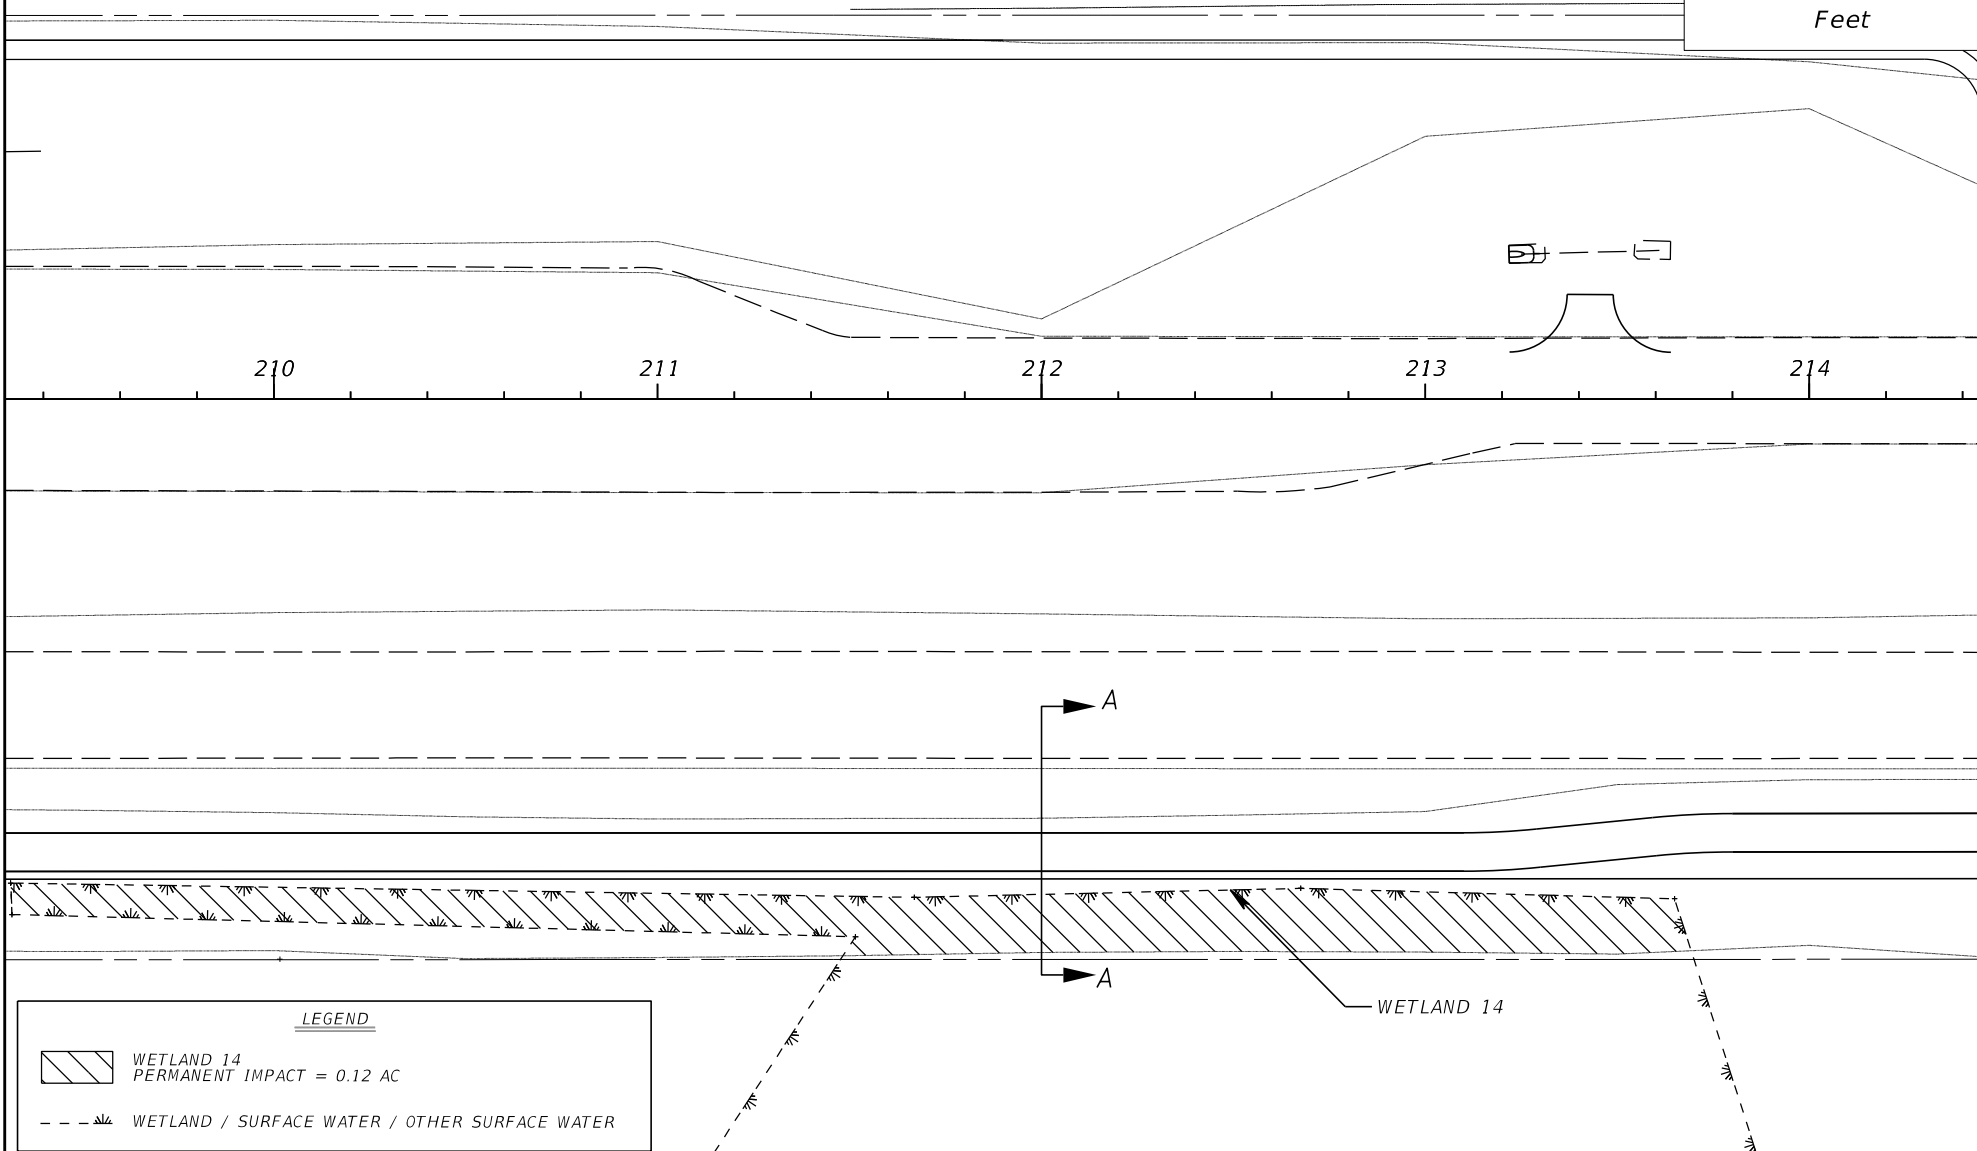 Feet
210
211
212
213
214
A
A
WETLAND 14
LEGEND
WETLAND 14
PERMANENT IMPACT = 0.12 AC
WETLAND / SURFACE WATER / OTHER SURFACE WATER